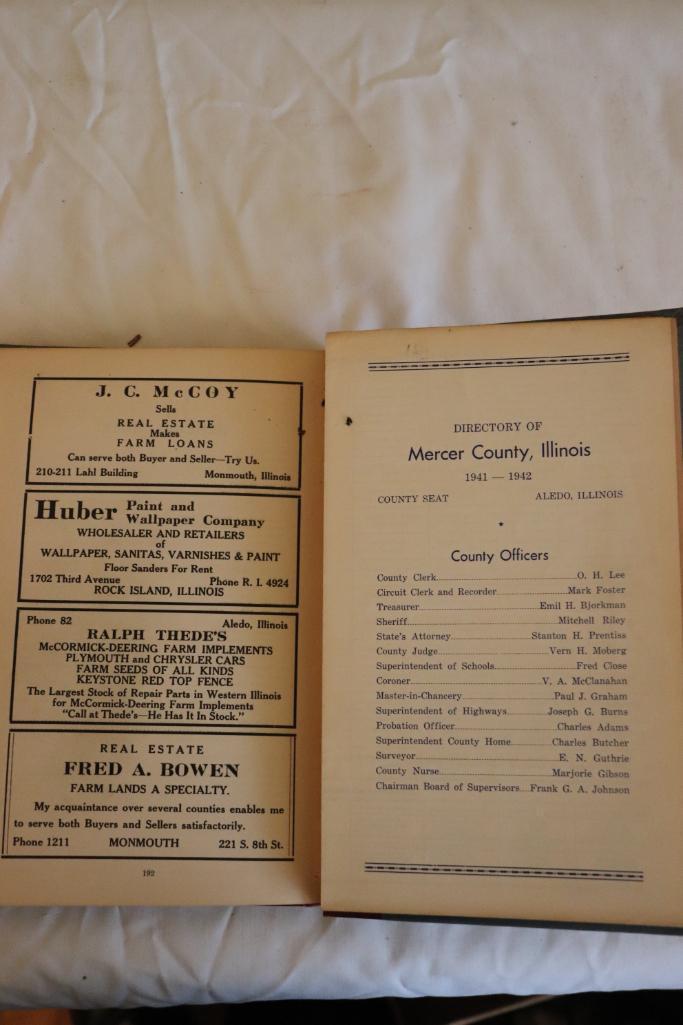 J. C. McCOY
Sells
REAL ESTATE
Makes
FARM LOANS
Can serve both Buyer and Seller—Try Us.
210-211 Lahl Building Monmouth, Illinois
Huber Paint and
Wallpaper Company
WHOLESALER AND RETAILERS
of
WALLPAPER, SANITAS, VARNISHES & PAINT
Floor Sanders For Rent
1702 Third Avenue Phone R. I. 4924
ROCK ISLAND, ILLINOIS
Phone 82 Aledo, Illinois
RALPH THEDE'S
McCORMICK-DEERING FARM IMPLEMENTS
PLYMOUTH and CHRYSLER CARS
FARM SEEDS OF ALL KINDS
KEYSTONE RED TOP FENCE
The Largest Stock of Repair Parts in Western Illinois
for McCormick-Deering Farm Implements
"Call at Thede's—He Has It In Stock."
REAL ESTATE
FRED A. BOWEN
FARM LANDS A SPECIALTY.
My acquaintance over several counties enables me
to serve both Buyers and Sellers satisfactorily.
Phone 1211 MONMOUTH 221 S. 8th St.
192
DIRECTORY OF
Mercer County, Illinois
1941 — 1942
COUNTY SEAT ALEDO, ILLINOIS
*
County Officers
County Clerk O. H. Lee
Circuit Clerk and Recorder Mark Foster
Treasurer Emil H. Bjorkman
Sheriff Mitchell Riley
State's Attorney Stanton H. Prentiss
County Judge Vern H. Moberg
Superintendent of Schools Fred Close
Coroner V. A. McClanahan
Master-in-Chancery Paul J. Graham
Superintendent of Highways Joseph G. Burns
Probation Officer Charles Adams
Superintendent County Home Charles Butcher
Surveyor E. N. Guthrie
County Nurse Marjorie Gibson
Chairman Board of Supervisors Frank G. A. Johnson